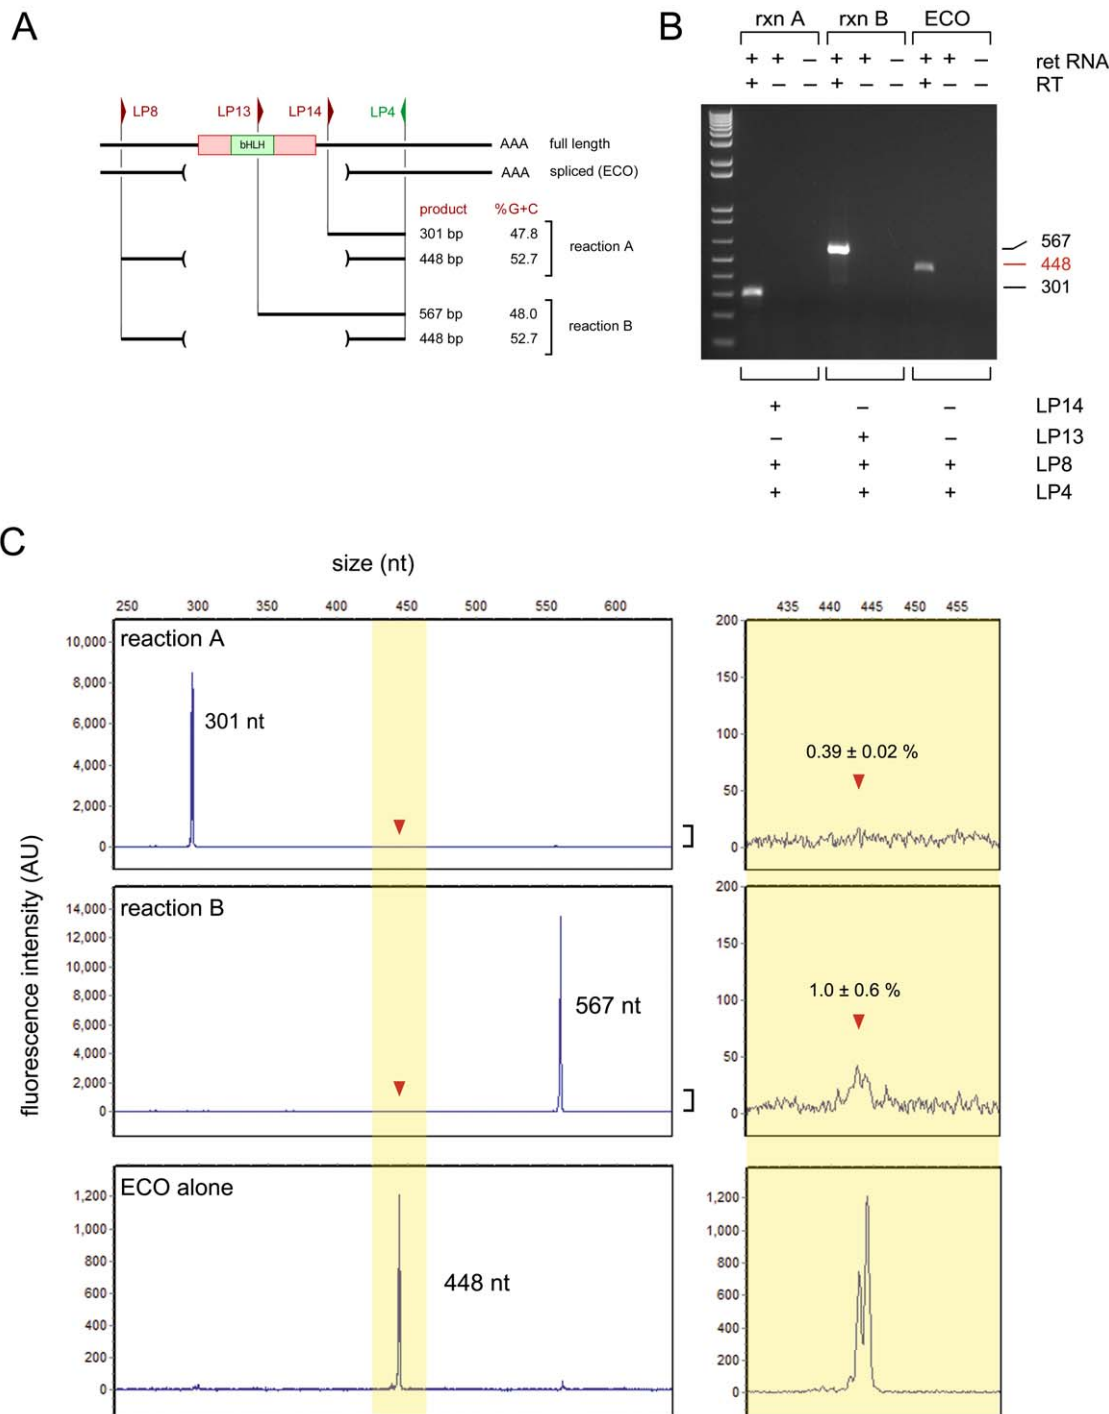 A
LP8 LP13 LP14 LP4
bHLH AAA full length
AAA spliced (ECO)
product %G+C
301 bp 47.8
reaction A
448 bp 52.7
567 bp 48.0
reaction B
448 bp 52.7
B
rxn A rxn B ECO
+ + – + + – + + – ret RNA
+ – – + – – + – – RT
567
448
301
+ – – LP14
– + – LP13
+ + + LP8
+ + + LP4
C
size (nt)
250 300 350 400 450 500 550 600
435 440 445 450 455
fluorescence intensity (AU)
reaction A
10,000
8,000
6,000
4,000
2,000
0
301 nt
200
150
100
50
0
0.39 ± 0.02 %
reaction B
14,000
12,000
10,000
8,000
6,000
4,000
2,000
0
567 nt
200
150
100
50
0
1.0 ± 0.6 %
ECO alone
1,200
1,000
800
600
400
200
0
448 nt
1,200
1,000
800
600
400
200
0